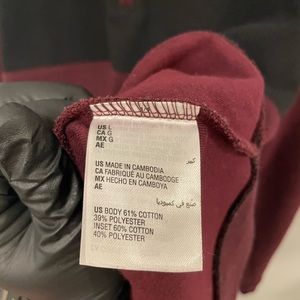 US L
CA G
MX G
AE كبير
US MADE IN CAMBODIA
CA FABRIQUÉ AU CAMBODGE
MX HECHO EN CAMBOYA
AE صنع في كمبوديا
US BODY 61% COTTON
39% POLYESTER
INSET 60% COTTON
40% POLYESTER